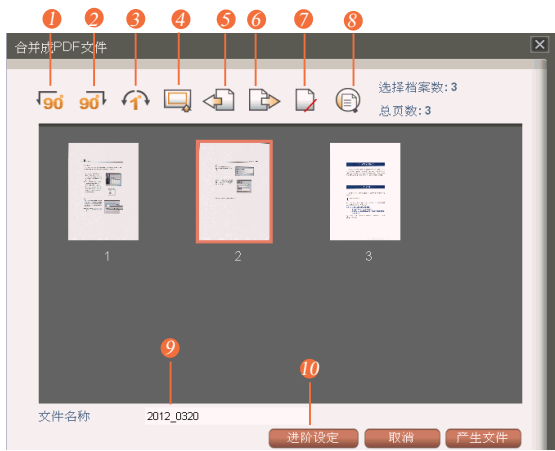 1 2 3 4 5 6 7 8
合并成PDF文件
90° 90° 1°
选择档案数: 3
总页数: 3
1 2 3
9
10
文件名称 2012_0320
进阶设定 取消 产生文件